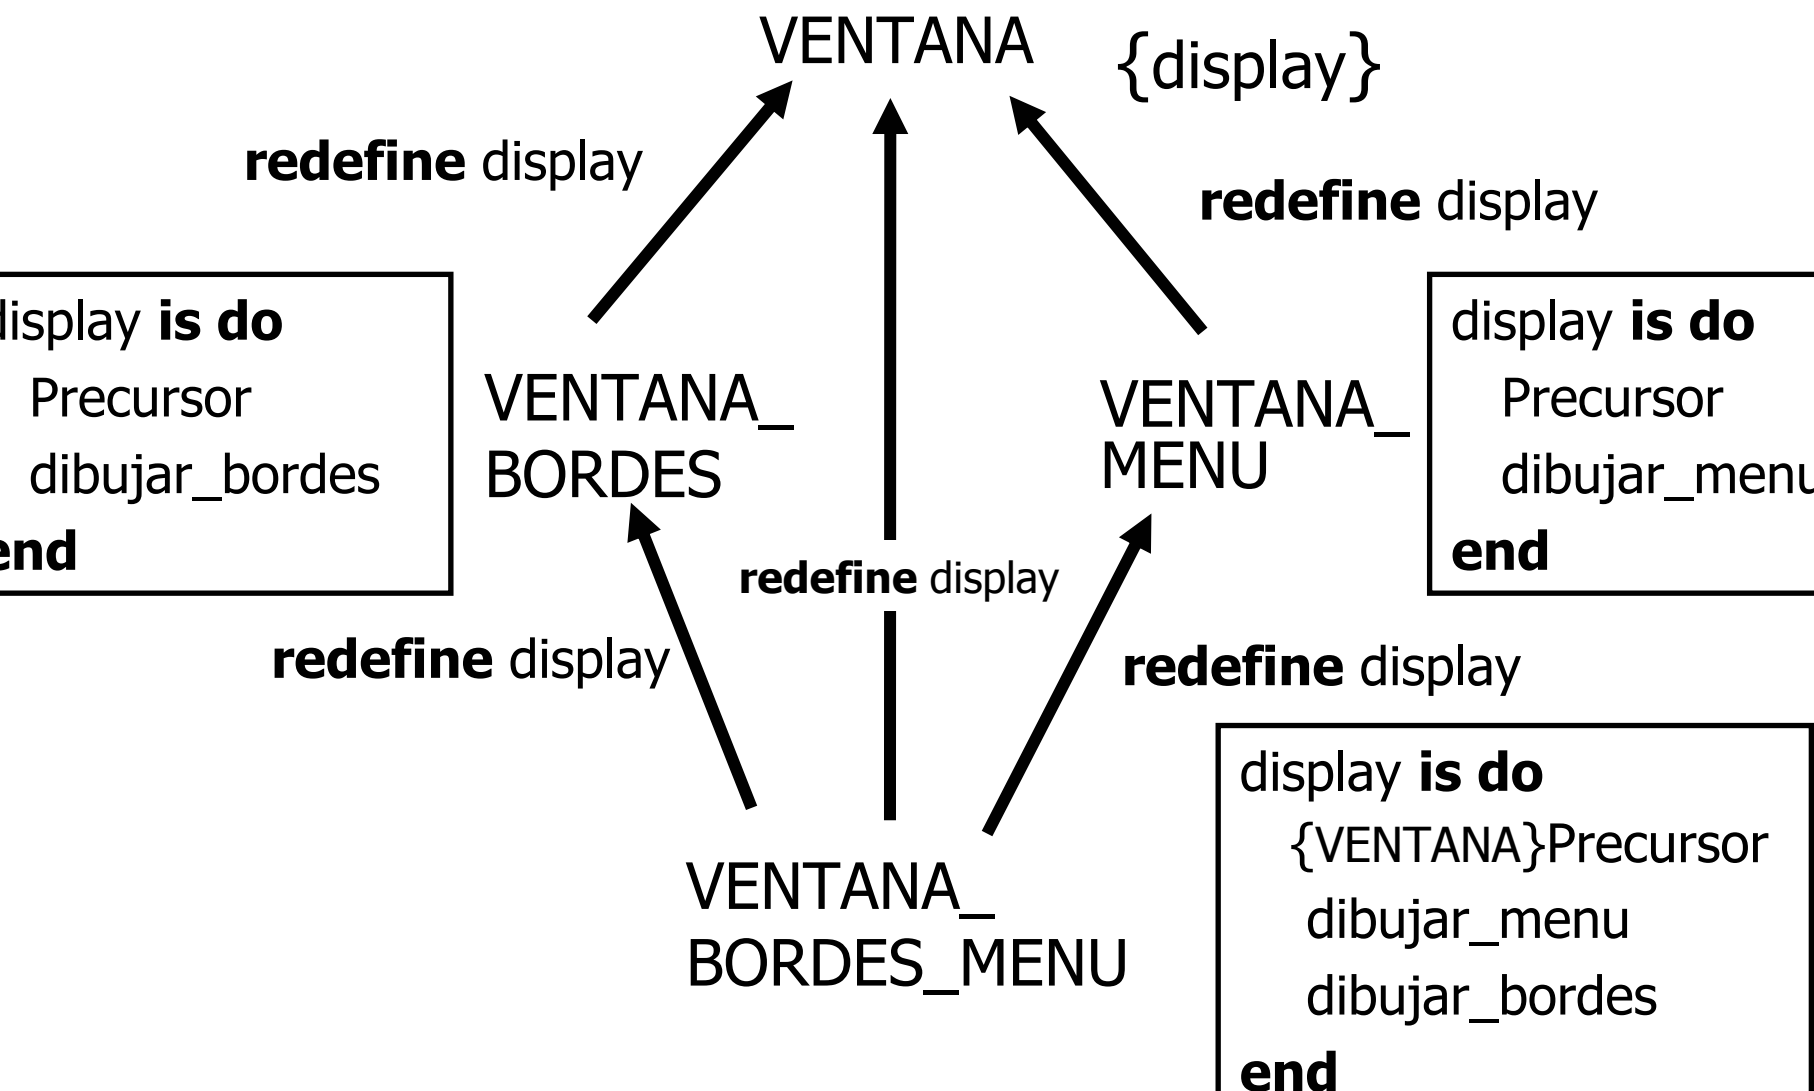 VENTANA
{display}
redefine display
redefine display
display is do
Precursor
dibujar_bordes
end
VENTANA_
BORDES
VENTANA_
MENU
display is do
Precursor
dibujar_menu
end
redefine display
redefine display
redefine display
VENTANA_
BORDES_MENU
display is do
{VENTANA}Precursor
dibujar_menu
dibujar_bordes
end